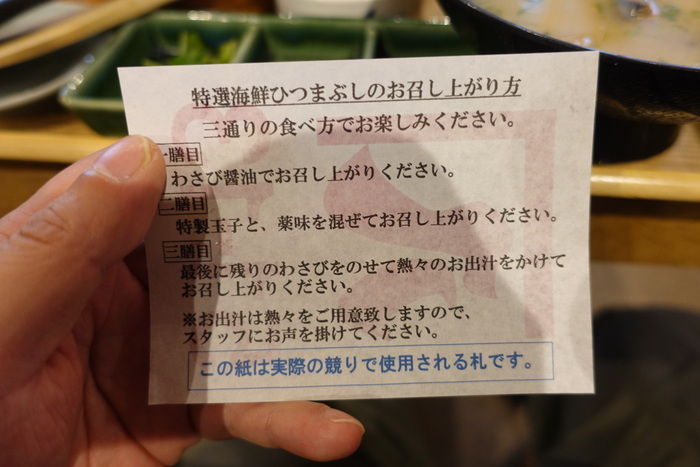 特選海鮮ひつまぶしのお召し上がり方
三通りの食べ方でお楽しみください。
一膳目
わさび醤油でお召し上がりください。
二膳目
特製玉子と、薬味を混ぜてお召し上がりください。
三膳目
最後に残りのわさびをのせて熱々のお出汁をかけて
お召し上がりください。
※お出汁は熱々をご用意致しますので、
スタッフにお声を掛けてください。
この紙は実際の競りで使用される札です。